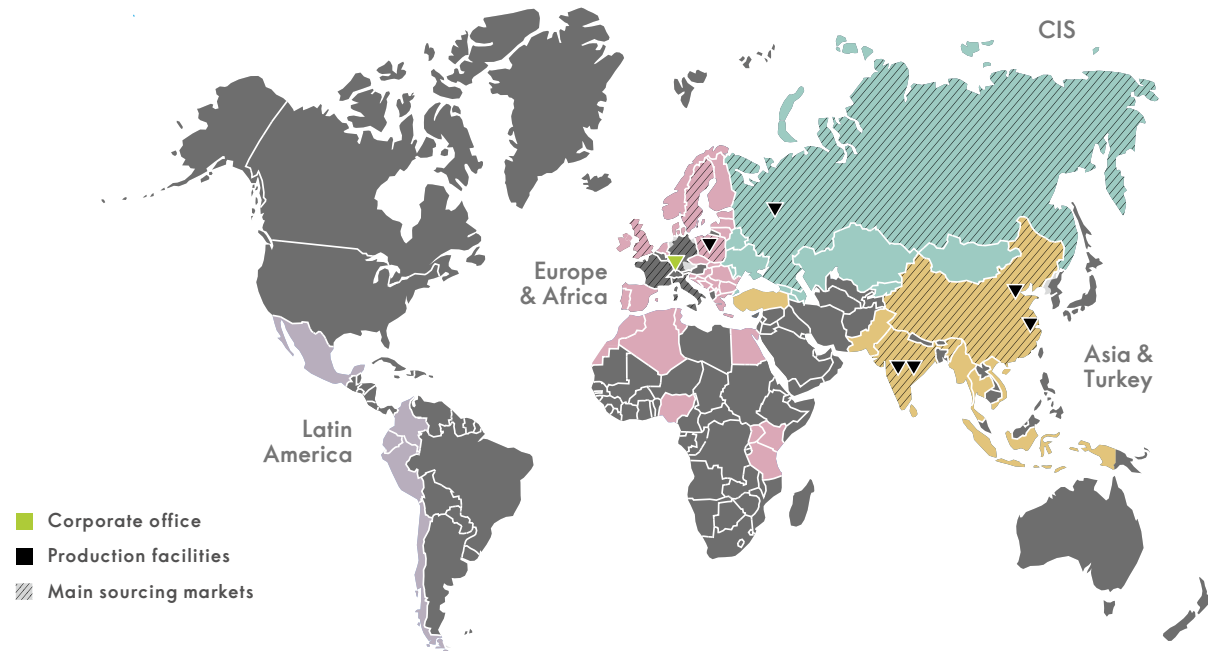 CIS
Europe
& Africa
Asia &
Turkey
Latin
America
Corporate office
Production facilities
Main sourcing markets